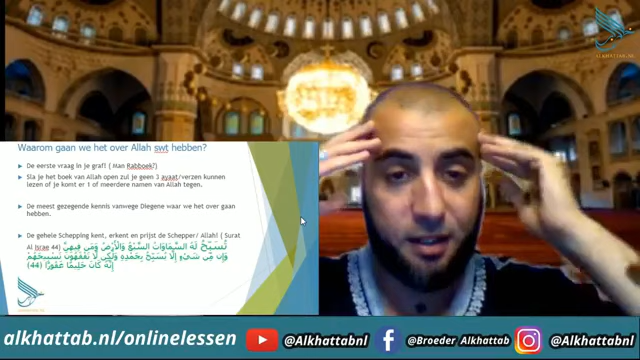 ALKHATTAB.NL
Waarom gaan we het over Allah swt hebben?
De eerste vraag in je graf! ( Man Rabboek?)
Sla je het boek van Allah open zul je geen 3 ayaat/verzen kunnen
lezen of je komt er 1 of meerdere namen van Allah tegen.
De meest gezegende kennis vanwege Diegene waar we het over gaan
hebben.
De gehele Schepping kent, erkent en prijst de Schepper/ Allah! ( Surat
Al Israe 44) تُسَبِّحُ لَهُ السَّمَاوَاتُ السَّبْعُ وَالْأَرْضُ وَمَن فِيهِنَّ
وَإِن مِّن شَيْءٍ إِلَّا يُسَبِّحُ بِحَمْدِهِ وَلَٰكِن لَّا تَفْقَهُونَ تَسْبِيحَهُمْ
إِنَّهُ كَانَ حَلِيمًا غَفُورًا (44)
alkhattab.nl/onlinelessen @Alkhattabnl @Broeder_Alkhattab @Alkhattabnl